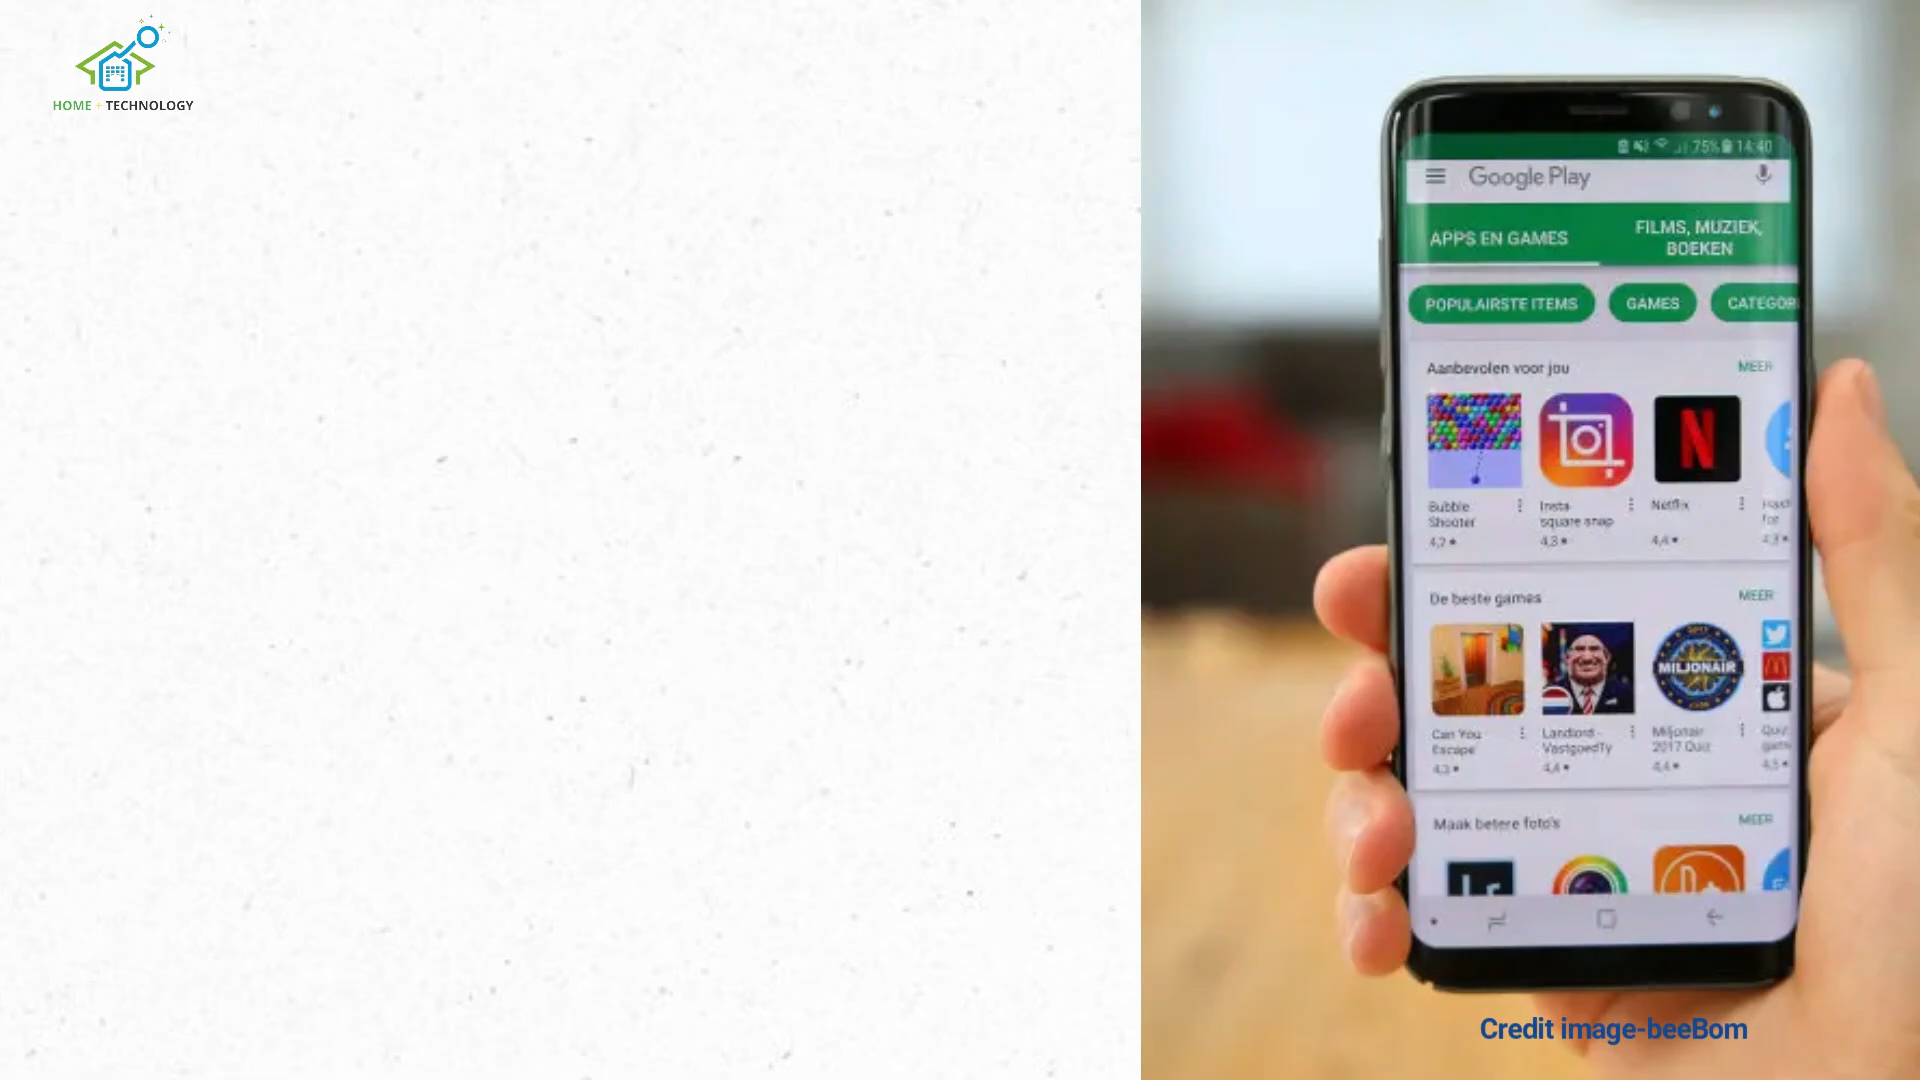 HOME + TECHNOLOGY
75% 14:40
Google Play
APPS EN GAMES
FILMS, MUZIEK,
BOEKEN
POPULAIRSTE ITEMS
GAMES
CATEGOR
Aanbevolen voor jou
MEER
N
Bubble
Shooter
4,2
Insta
square snap
4,3
Netflix
4,4
De beste games
MEER
MILJONAIR
Can You
Escape
4,3
Landlord -
VastgoedTy
4,4
Miljonair
2017 Quiz
4,4
Maak betere foto's
MEER
Lr
Credit image-beeBom